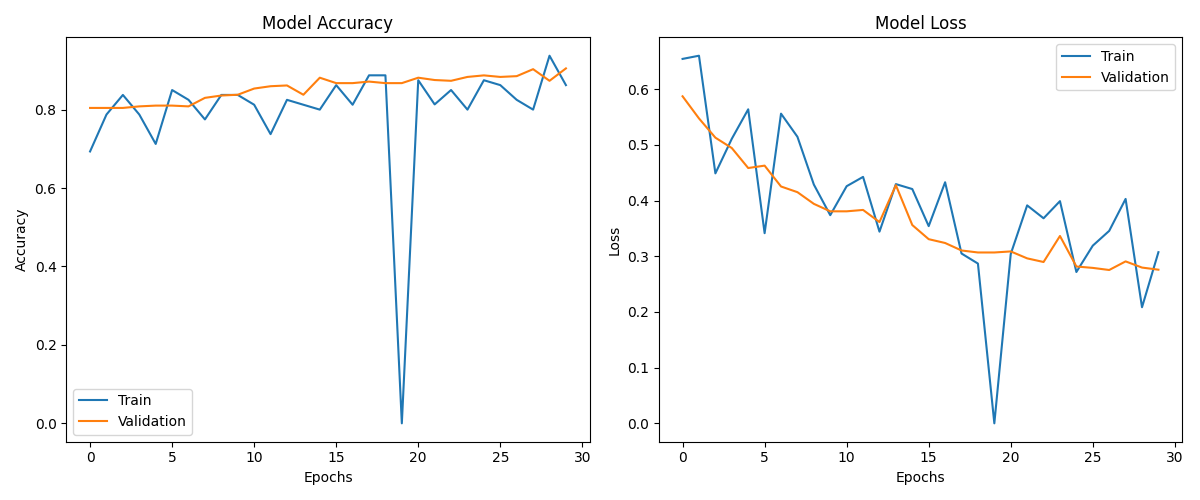 Model Accuracy
Accuracy
0.8
0.6
0.4
0.2
0.0
Train
Validation
0 5 10 15 20 25 30
Epochs
Model Loss
Loss
0.6
0.5
0.4
0.3
0.2
0.1
0.0
Train
Validation
0 5 10 15 20 25 30
Epochs